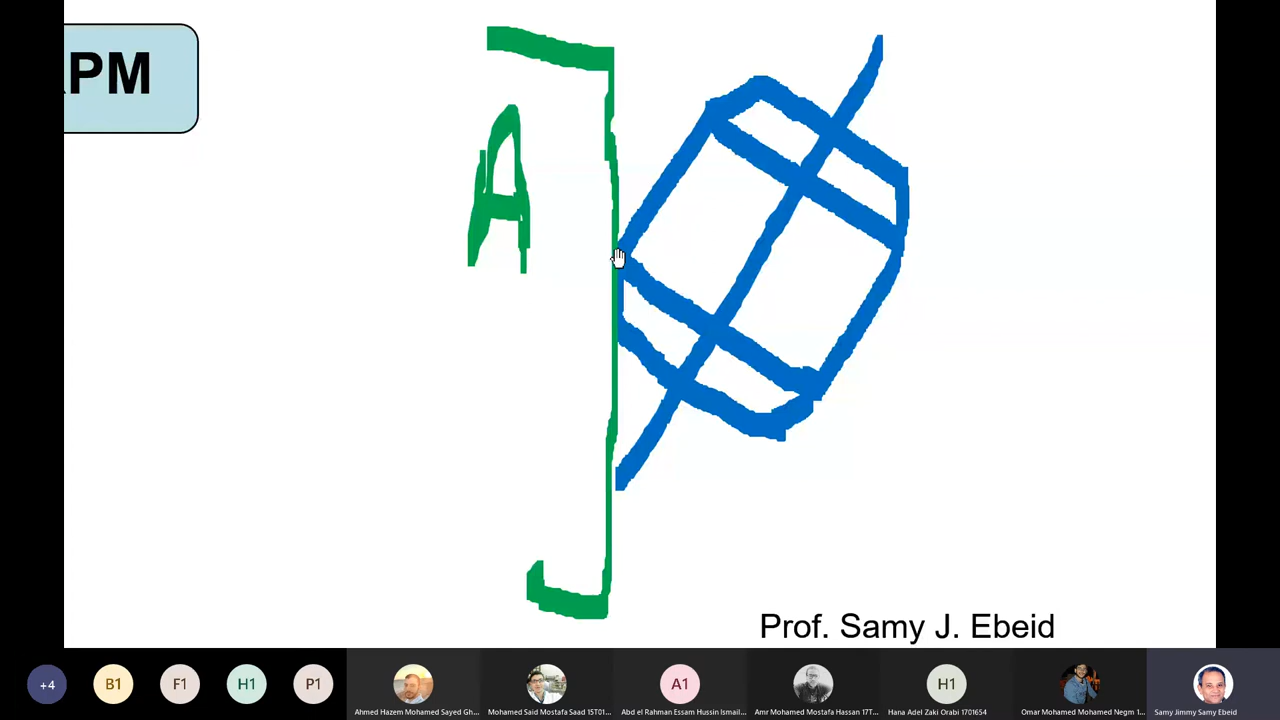 PM
A
Prof. Samy J. Ebeid
+4
B1
F1
H1
P1
A1
H1
Ahmed Hazem Mohamed Sayed Gh...
Mohamed Said Mostafa Saad 15T01...
Abd el Rahman Essam Hussin Ismail...
Amr Mohamed Mostafa Hassan 17T...
Hana Adel Zaki Orabi 1701654
Omar Mohamed Mohamed Negm 1...
Samy Jimmy Samy Ebeid